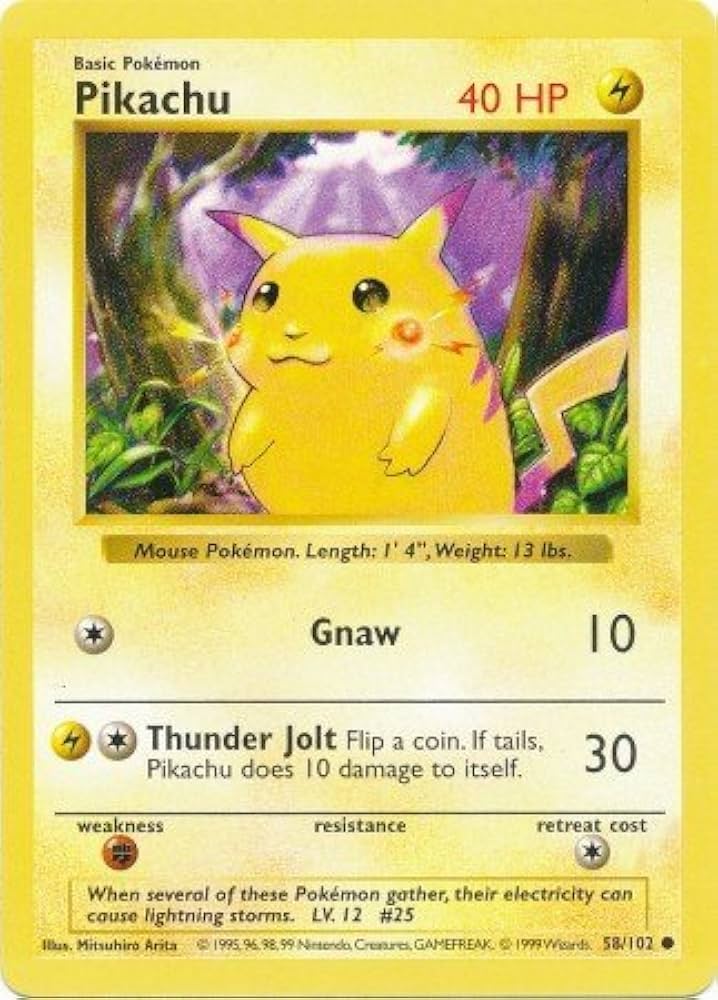 Basic Pokémon
Pikachu 40 HP
Mouse Pokémon. Length: 1' 4", Weight: 13 lbs.
Gnaw 10
Thunder Jolt Flip a coin. If tails, 30
Pikachu does 10 damage to itself.
weakness resistance retreat cost
When several of these Pokémon gather, their electricity can
cause lightning storms. LV. 12 #25
Illus. Mitsuhiro Arita © 1995, 96, 98, 99 Nintendo, Creatures, GAMEFREAK. © 1999 Wizards. 58/102